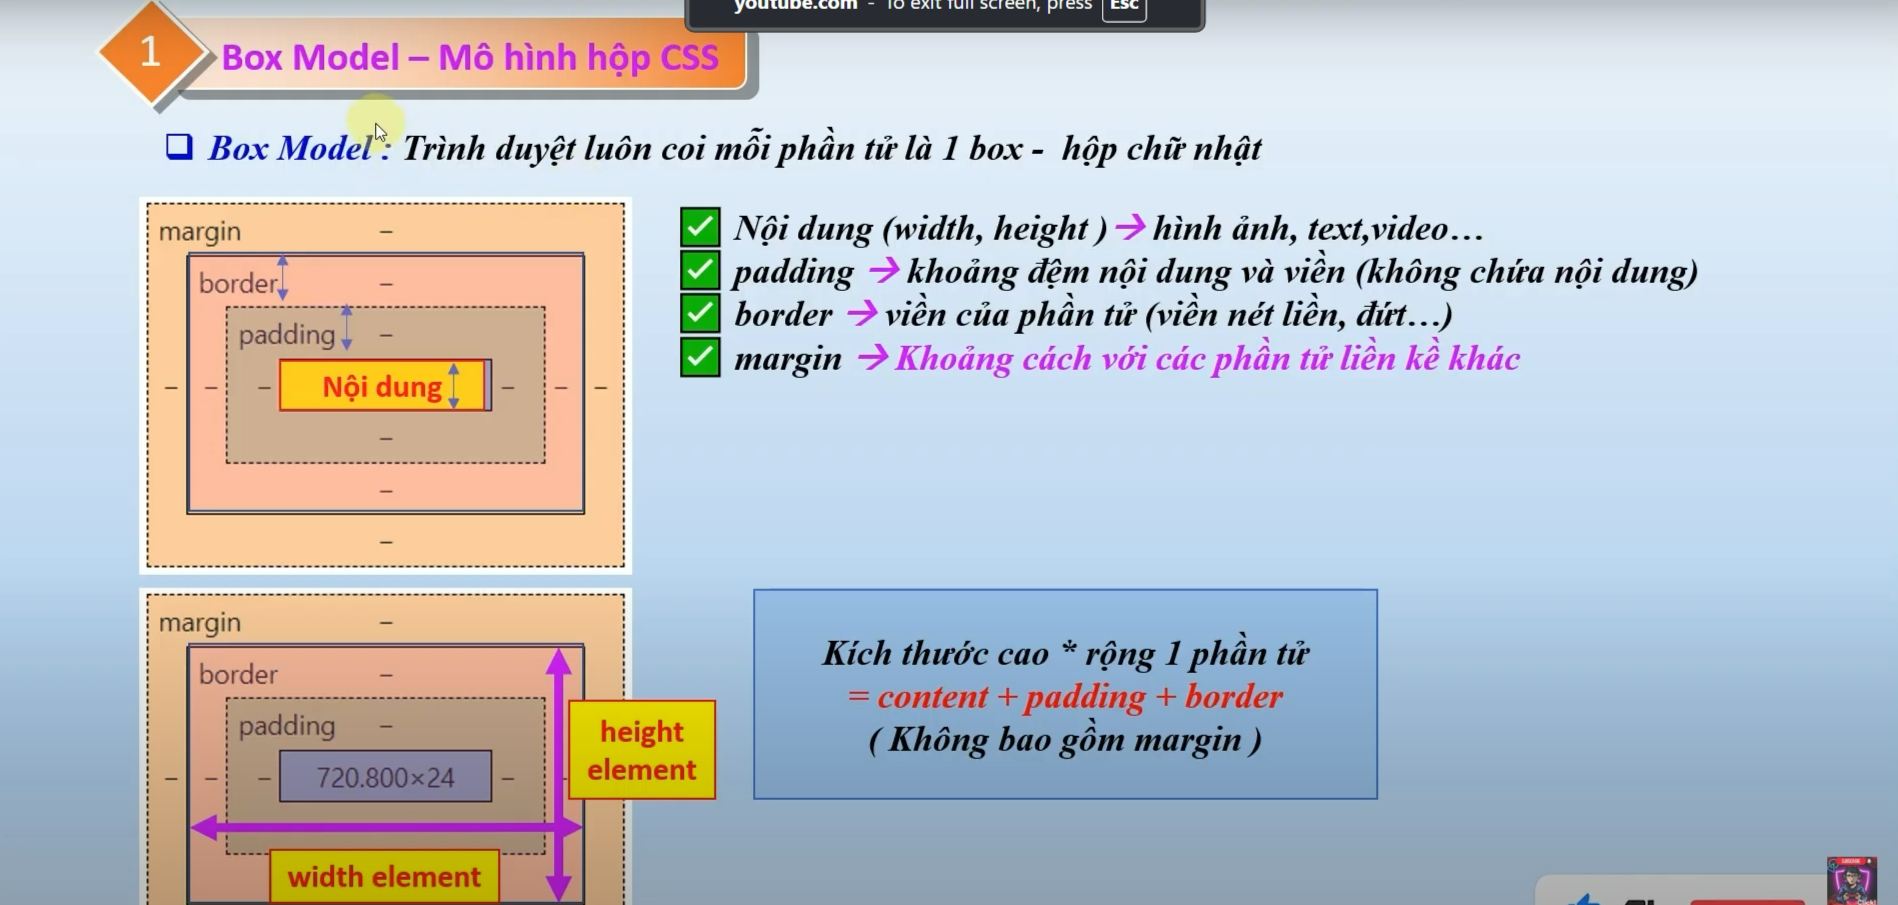 youtube.com - To exit full screen, press Esc
1
Box Model – Mô hình hộp CSS
Box Model : Trình duyệt luôn coi mỗi phần tử là 1 box - hộp chữ nhật
margin –
border –
padding –
– – – Nội dung – – –
–
–
–
Nội dung (width, height ) → hình ảnh, text,video…
padding → khoảng đệm nội dung và viền (không chứa nội dung)
border → viền của phần tử (viền nét liền, đứt…)
margin → Khoảng cách với các phần tử liền kề khác
margin –
border –
padding –
– – – 720.800×24 –
height
element
width element
Kích thước cao * rộng 1 phần tử
= content + padding + border
( Không bao gồm margin )